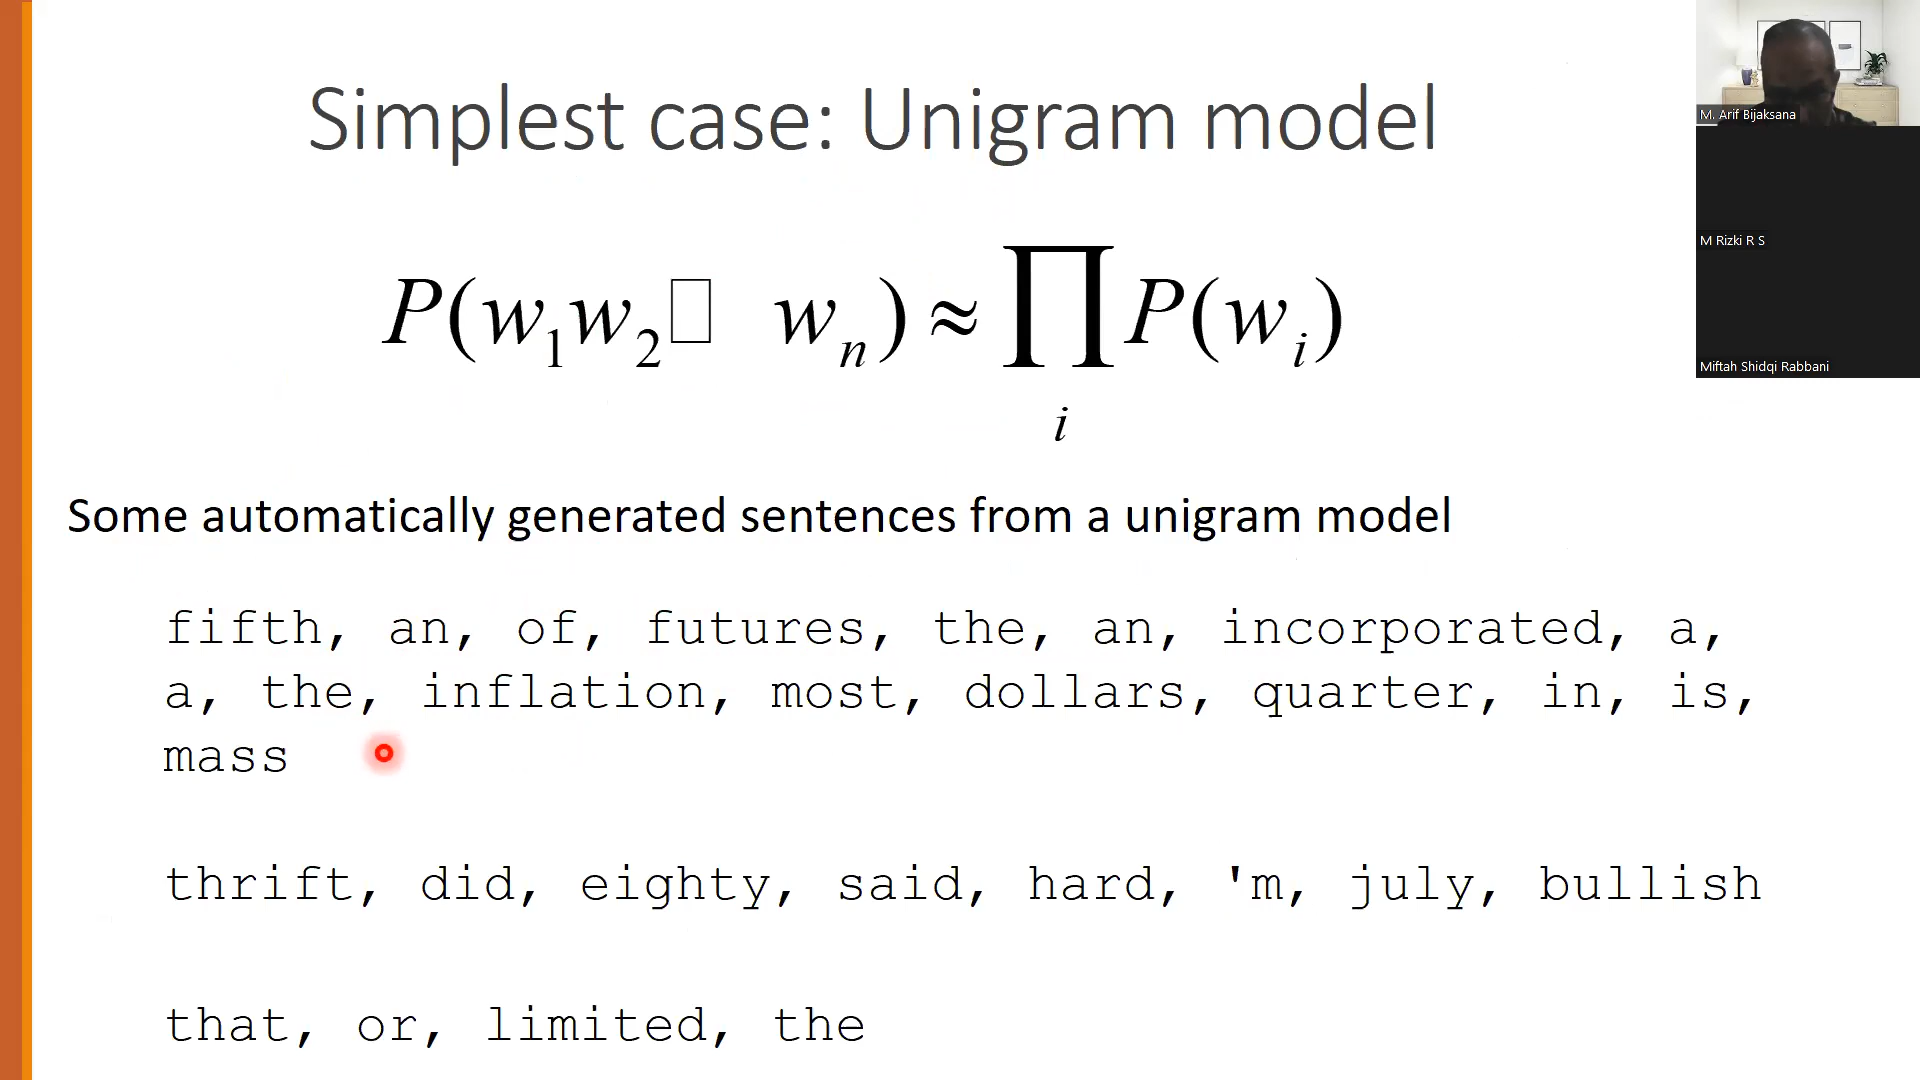 Simplest case: Unigram model
P(w₁w₂□ wₙ) ≈ ∏ P(wᵢ)
i
Some automatically generated sentences from a unigram model
fifth, an, of, futures, the, an, incorporated, a,
a, the, inflation, most, dollars, quarter, in, is,
mass
thrift, did, eighty, said, hard, 'm, july, bullish
that, or, limited, the
M. Arif Bijaksana
M Rizki R S
Miftah Shidqi Rabbani